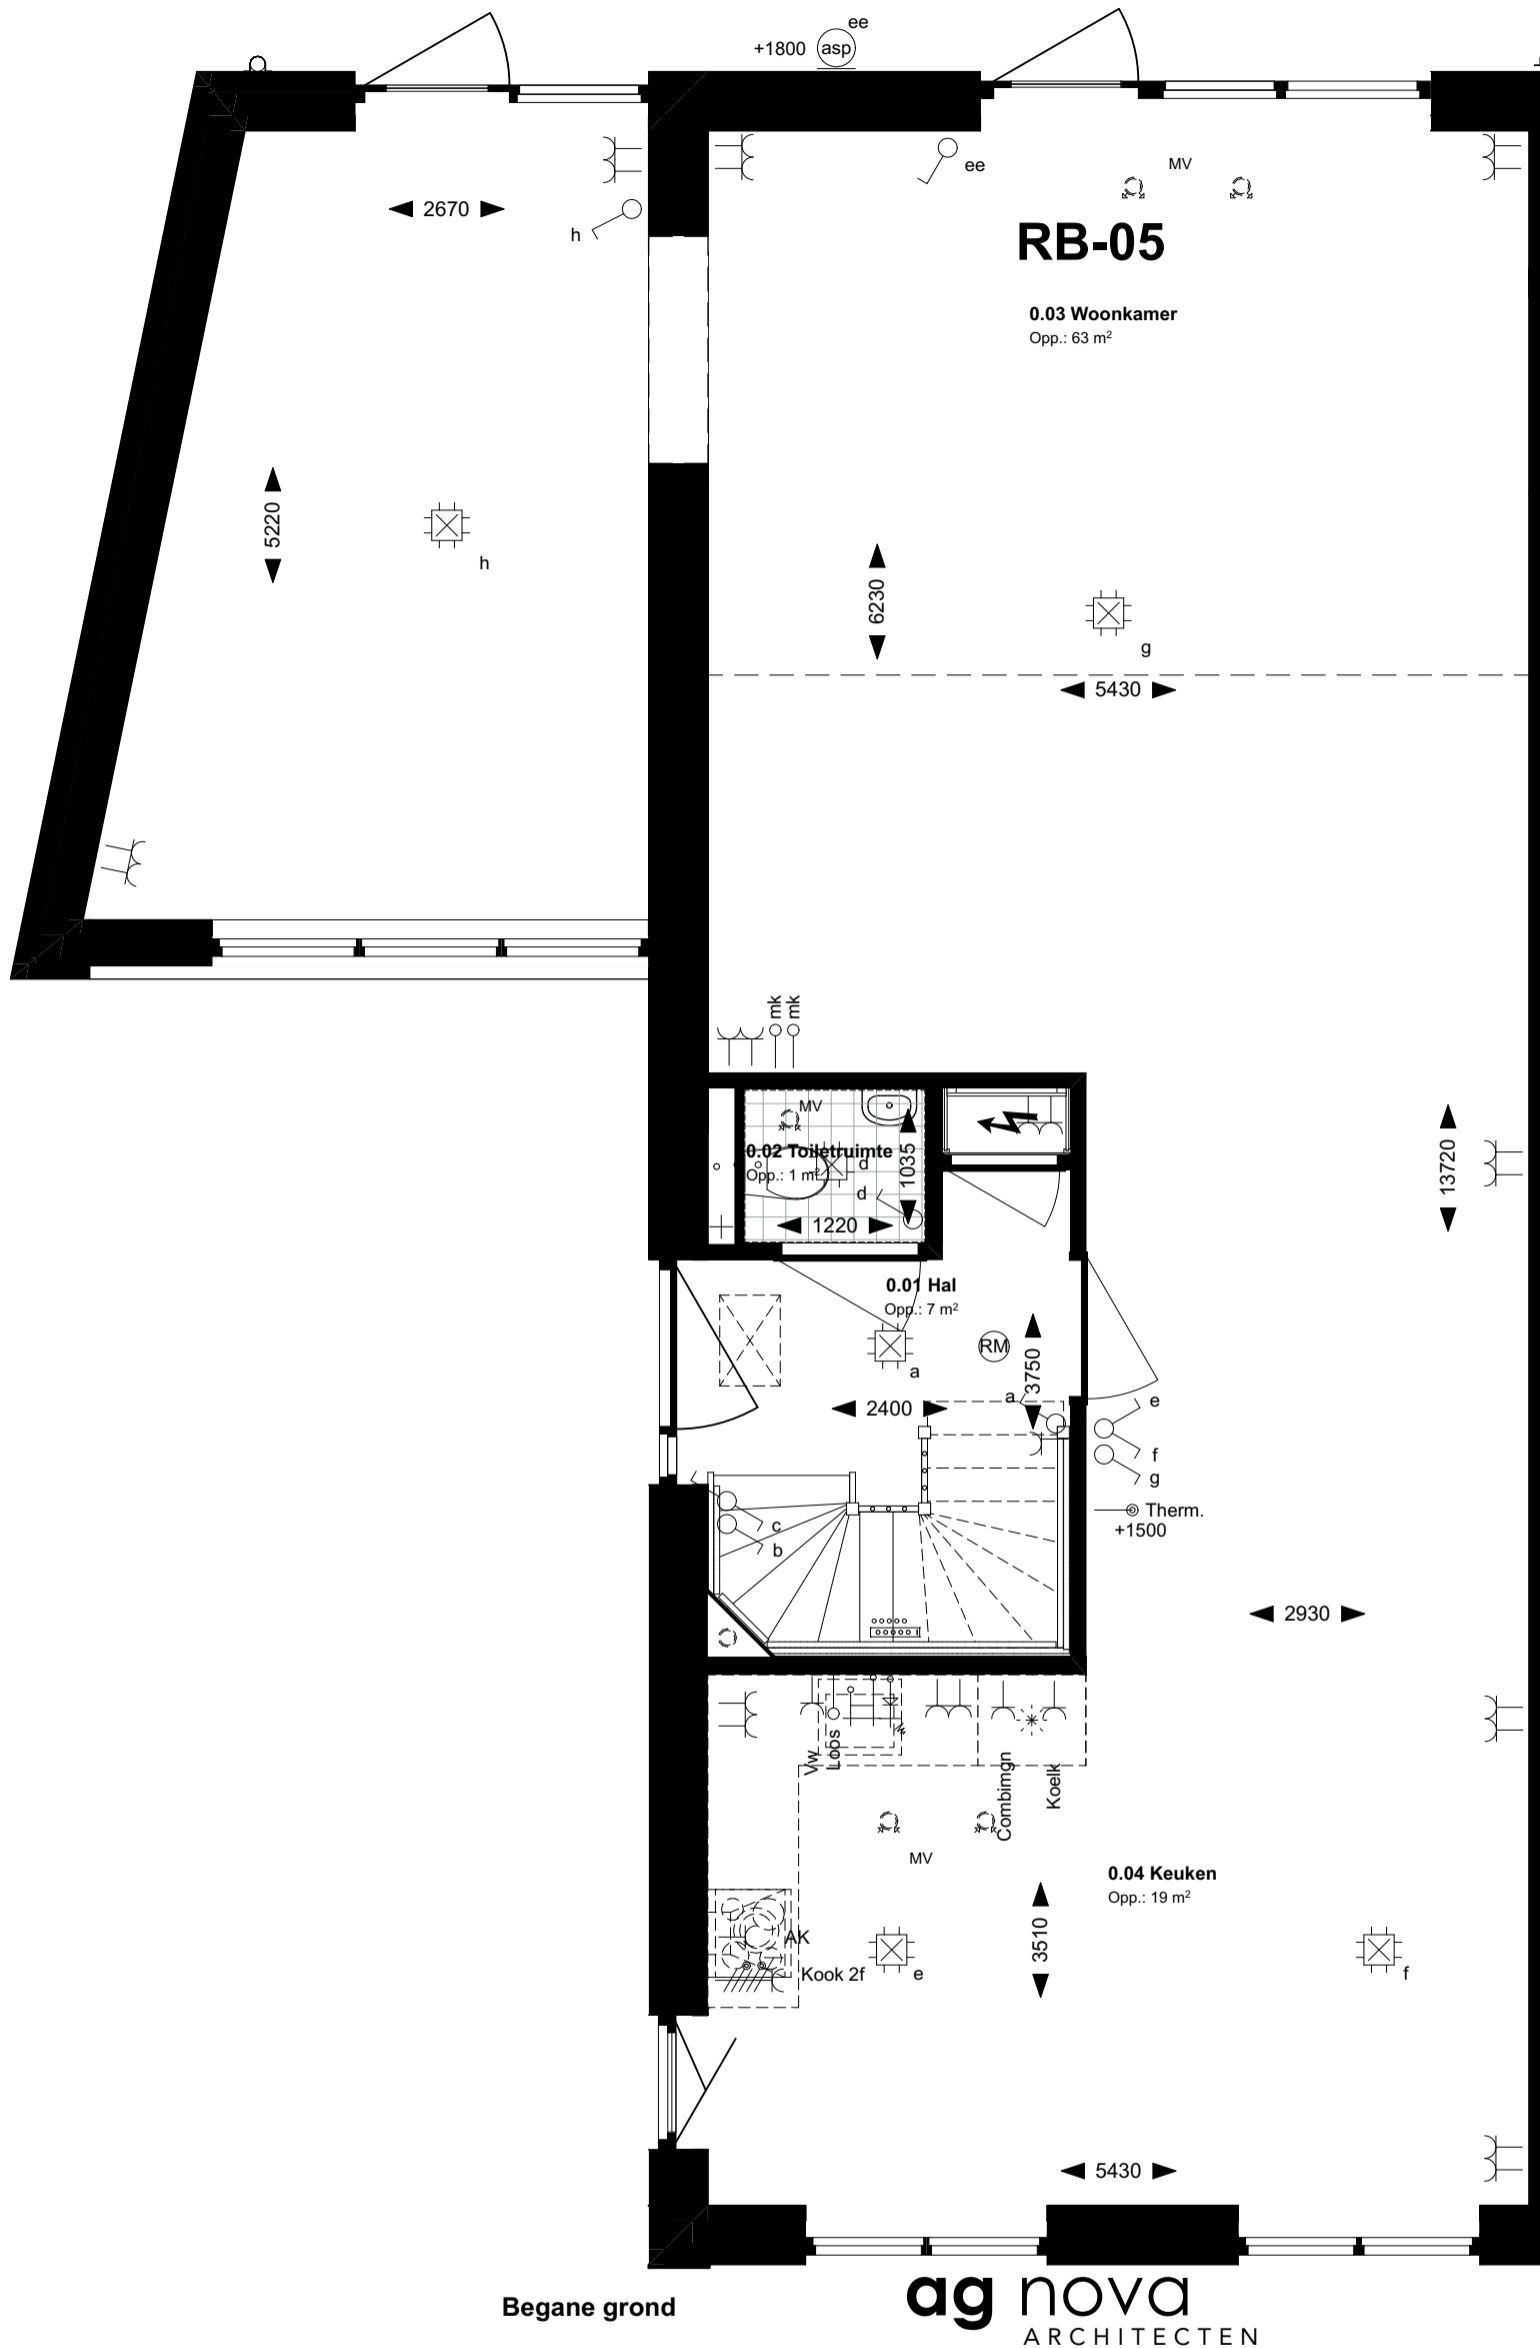 ee
+1800 asp
ee
MV
2670
h
RB-05
0.03 Woonkamer
Opp.: 63 m²
5220
h
6230
g
5430
mk
mk
MV
0.02 Toiletruimte
Opp.: 1 m²
d
d
1035
1220
13720
0.01 Hal
Opp.: 7 m²
RM
a
3750
2400
a
e
f
g
Therm.
+1500
c
b
2930
Vw
Loos
Combimgn
Koelk
MV
0.04 Keuken
Opp.: 19 m²
AK
Kook 2f
e
3510
f
5430
Begane grond
ag nova
ARCHITECTEN